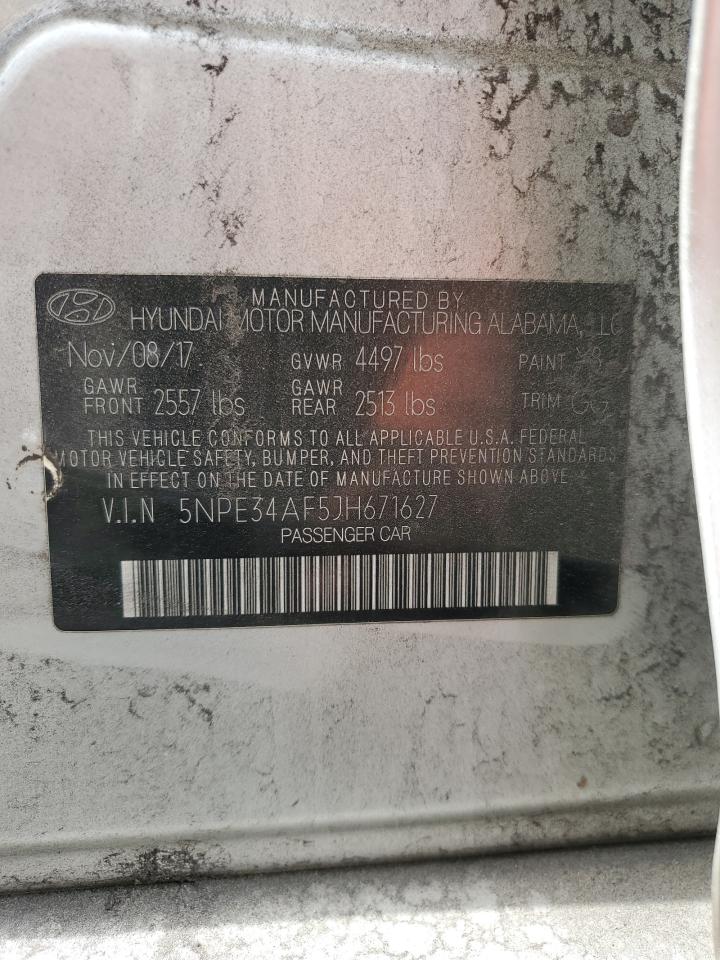 MANUFACTURED BY
HYUNDAI MOTOR MANUFACTURING ALABAMA,
Nov/08/17 GVWR 4497 lbs PAINT
GAWR FRONT 2557 lbs GAWR REAR 2513 lbs TRIM
THIS VEHICLE CONFORMS TO ALL APPLICABLE U.S.A. FEDERAL
MOTOR VEHICLE SAFETY, BUMPER, AND THEFT PREVENTION STANDARDS
IN EFFECT ON THE DATE OF MANUFACTURE SHOWN ABOVE
V.I.N 5NPE34AF5JH671627
PASSENGER CAR